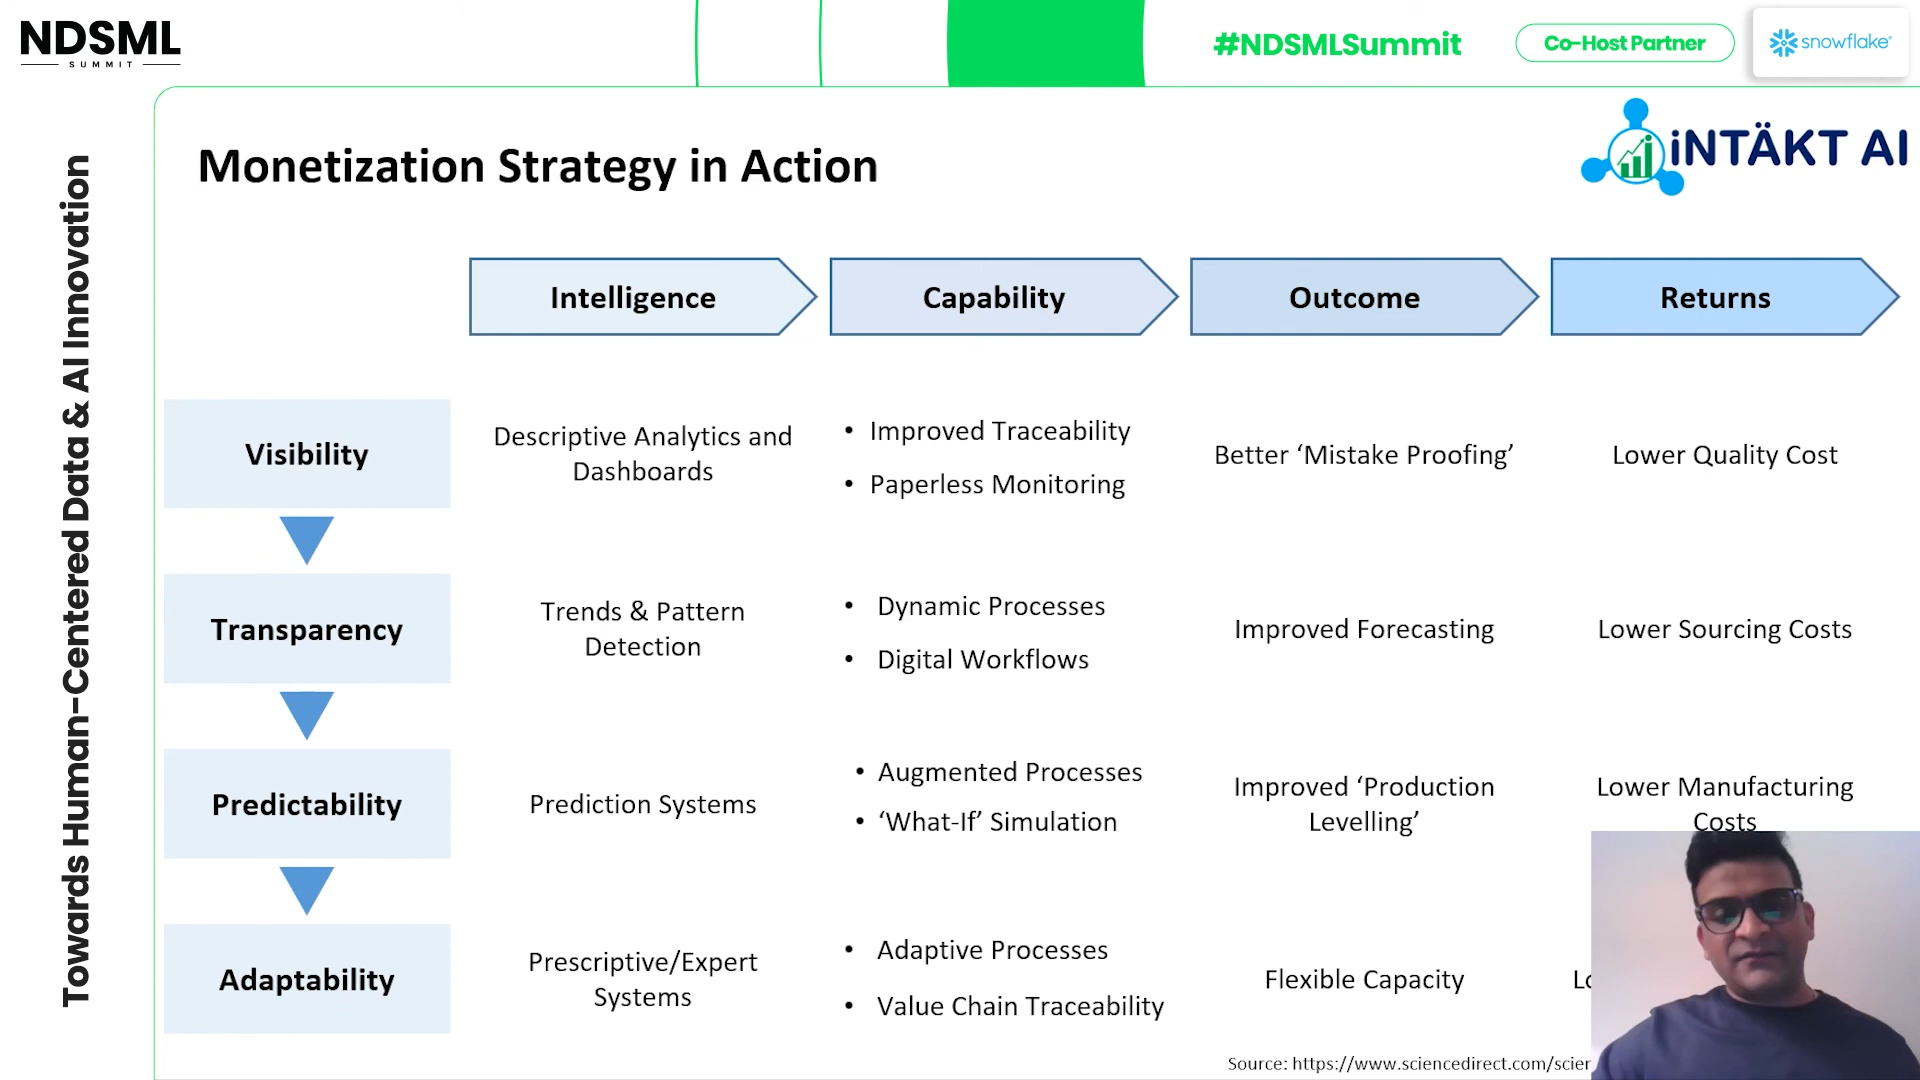 NDSML
SUMMIT
#NDSMLSummit
Co-Host Partner
snowflake®
Towards Human-Centered Data & AI Innovation
iNTÄKT AI
Monetization Strategy in Action
Intelligence
Capability
Outcome
Returns
Visibility
Descriptive Analytics and
Dashboards
• Improved Traceability
• Paperless Monitoring
Better ‘Mistake Proofing’
Lower Quality Cost
Transparency
Trends & Pattern
Detection
• Dynamic Processes
• Digital Workflows
Improved Forecasting
Lower Sourcing Costs
Predictability
Prediction Systems
• Augmented Processes
• ‘What-If’ Simulation
Improved ‘Production
Levelling’
Lower Manufacturing
Costs
Adaptability
Prescriptive/Expert
Systems
• Adaptive Processes
• Value Chain Traceability
Flexible Capacity
Source: https://www.sciencedirect.com/scien